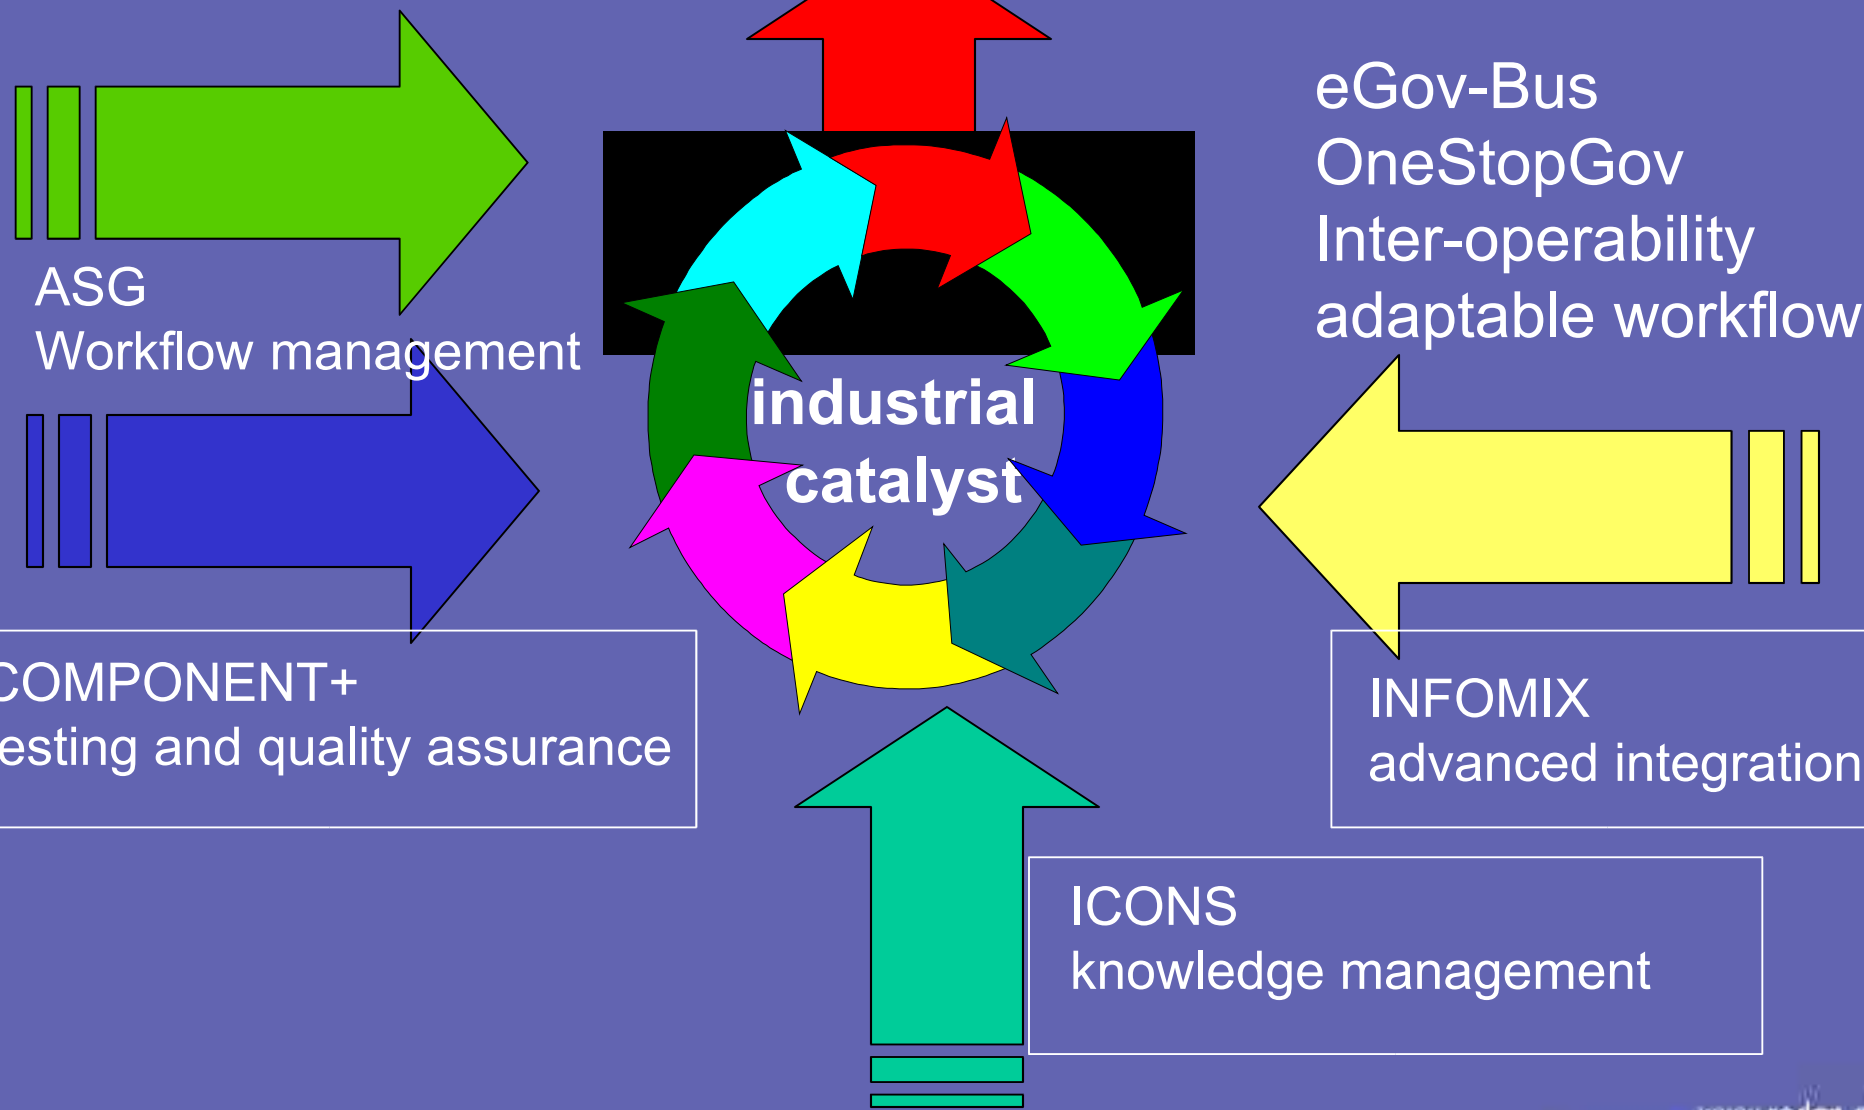 eGov-Bus
OneStopGov
Inter-operability
adaptable workflow
ASG
Workflow management
industrial
catalyst
COMPONENT+
esting and quality assurance
INFOMIX
advanced integration
ICONS
knowledge management